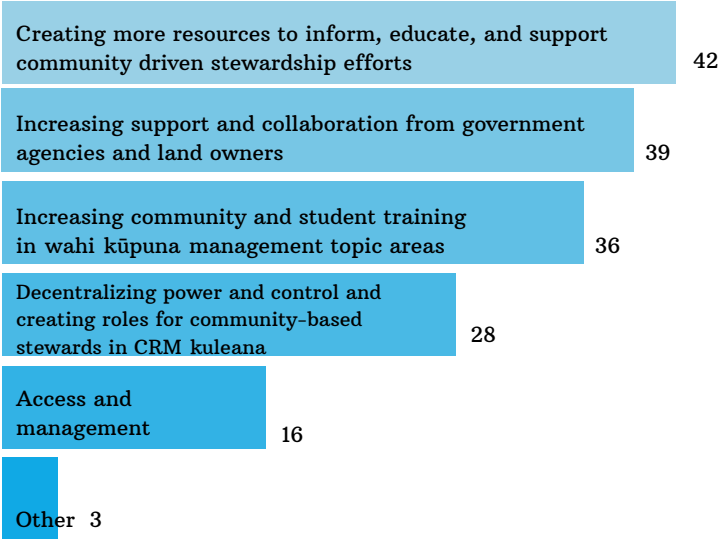 Creating more resources to inform, educate, and support
community driven stewardship efforts
42
Increasing support and collaboration from government
agencies and land owners
39
Increasing community and student training
in wahi kūpuna management topic areas
36
Decentralizing power and control and
creating roles for community-based
stewards in CRM kuleana
28
Access and
management
16
Other 3